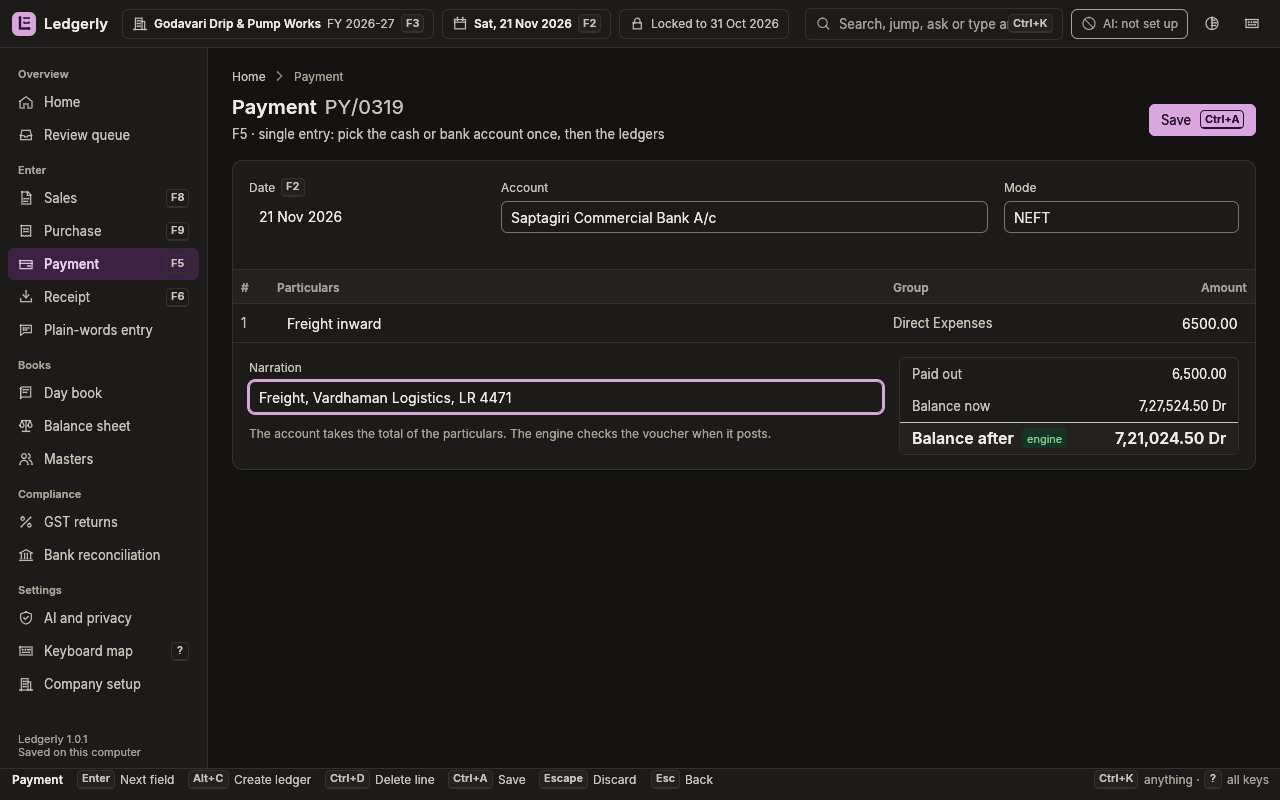 Ledgerly
Godavari Drip & Pump Works FY 2026-27 F3
Sat, 21 Nov 2026 F2
Locked to 31 Oct 2026
Search, jump, ask or type a Ctrl+K
AI: not set up
Overview
Home
Review queue
Enter
Sales F8
Purchase F9
Payment F5
Receipt F6
Plain-words entry
Books
Day book
Balance sheet
Masters
Compliance
GST returns
Bank reconciliation
Settings
AI and privacy
Keyboard map ?
Company setup
Ledgerly 1.0.1
Saved on this computer
Home Payment
Payment PY/0319
F5 · single entry: pick the cash or bank account once, then the ledgers
Save Ctrl+A
Date F2 Account Mode
21 Nov 2026 Saptagiri Commercial Bank A/c NEFT
# Particulars Group Amount
1 Freight inward Direct Expenses 6500.00
Narration
Freight, Vardhaman Logistics, LR 4471
The account takes the total of the particulars. The engine checks the voucher when it posts.
Paid out 6,500.00
Balance now 7,27,524.50 Dr
Balance after engine 7,21,024.50 Dr
Payment Enter Next field Alt+C Create ledger Ctrl+D Delete line Ctrl+A Save Escape Discard Esc Back Ctrl+K anything · ? all keys